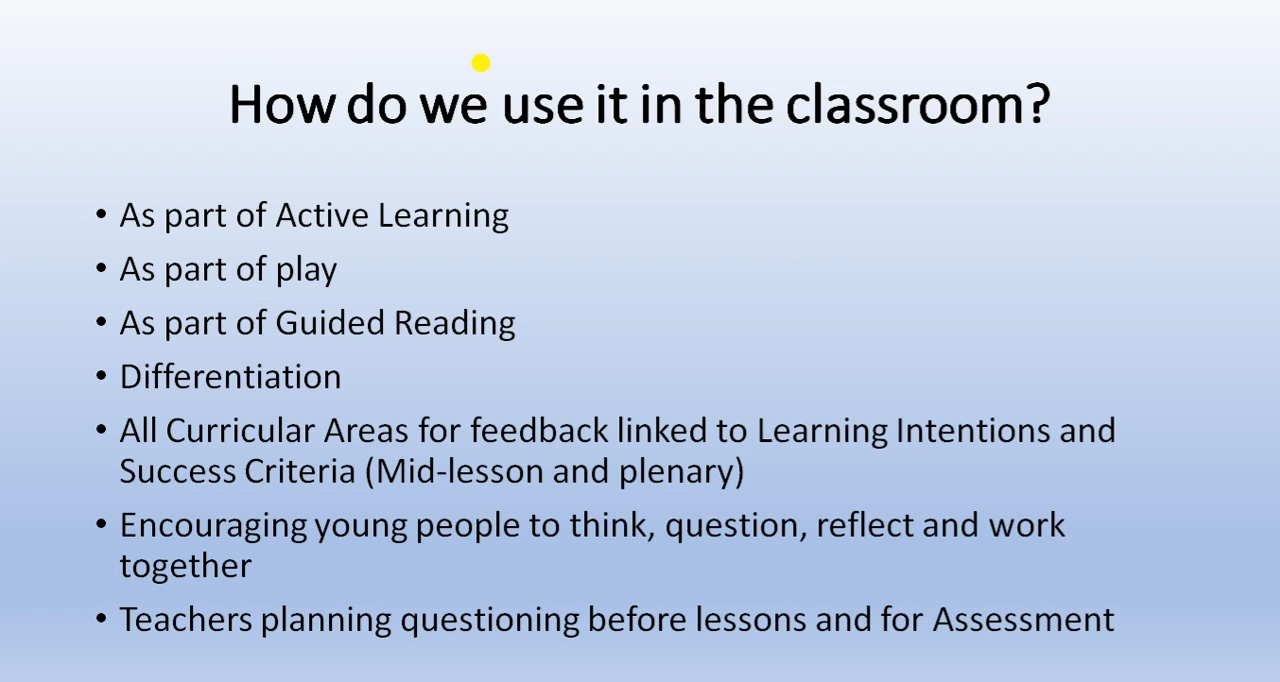 How do we use it in the classroom?
• As part of Active Learning
• As part of play
• As part of Guided Reading
• Differentiation
• All Curricular Areas for feedback linked to Learning Intentions and
Success Criteria (Mid-lesson and plenary)
• Encouraging young people to think, question, reflect and work
together
• Teachers planning questioning before lessons and for Assessment